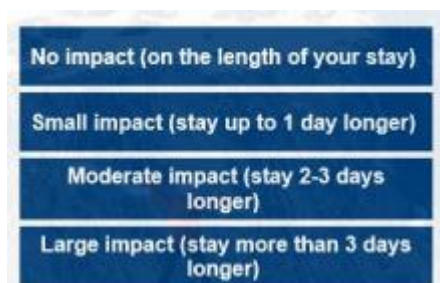 No impact (on the length of your stay)
Small impact (stay up to 1 day longer)
Moderate impact (stay 2-3 days
longer)
Large impact (stay more than 3 days
longer)